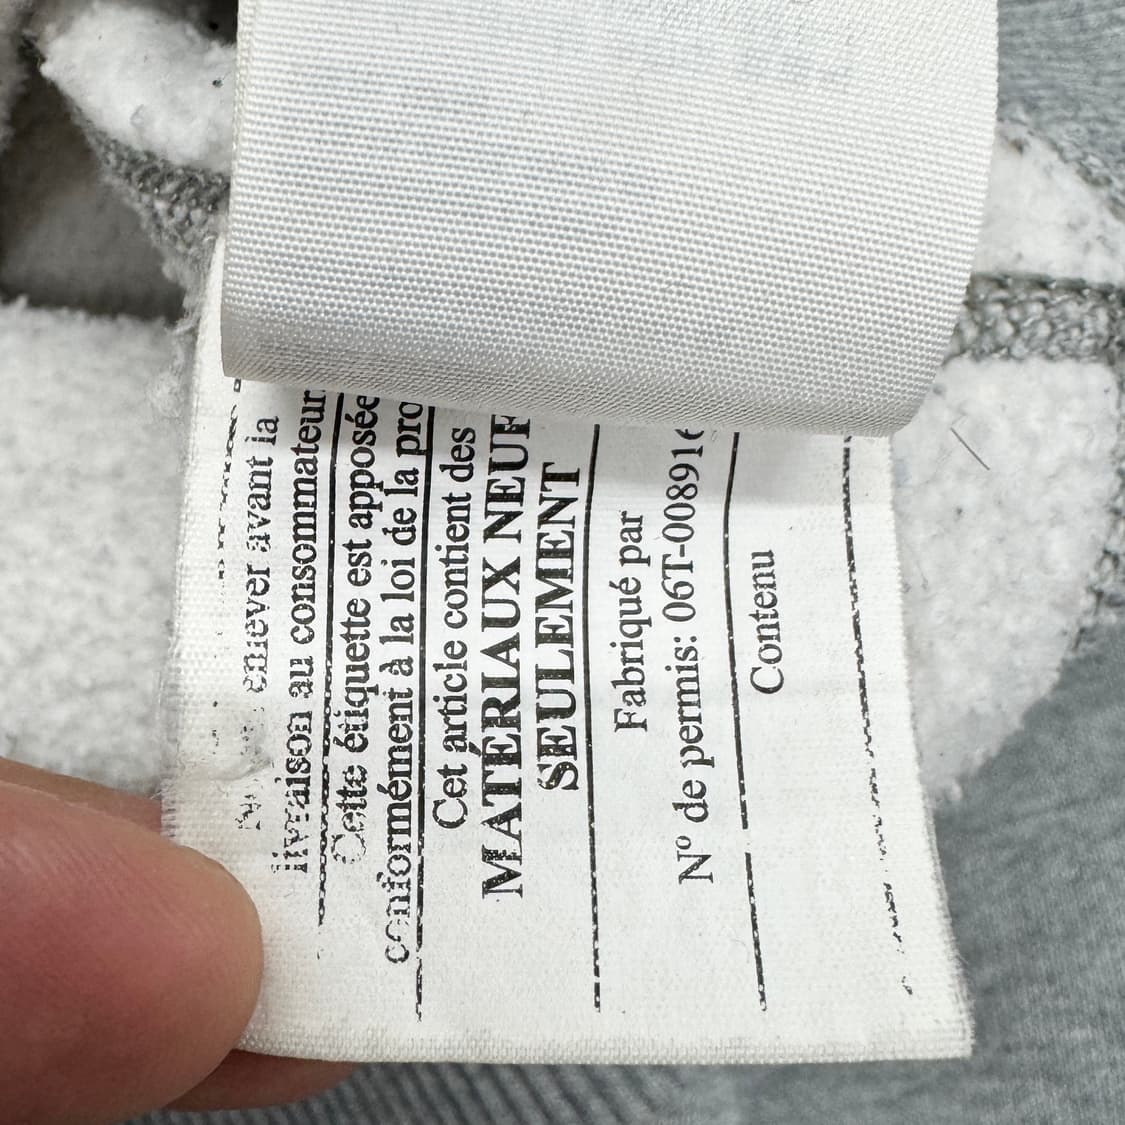 enlever avant la
livraison au consommateur
Cette étiquette est apposée
conformément à la loi de la pro
Cet article contient des
MATÉRIAUX NEUF
SEULEMENT
Fabriqué par
N° de permis: 06T-00891
Contenu